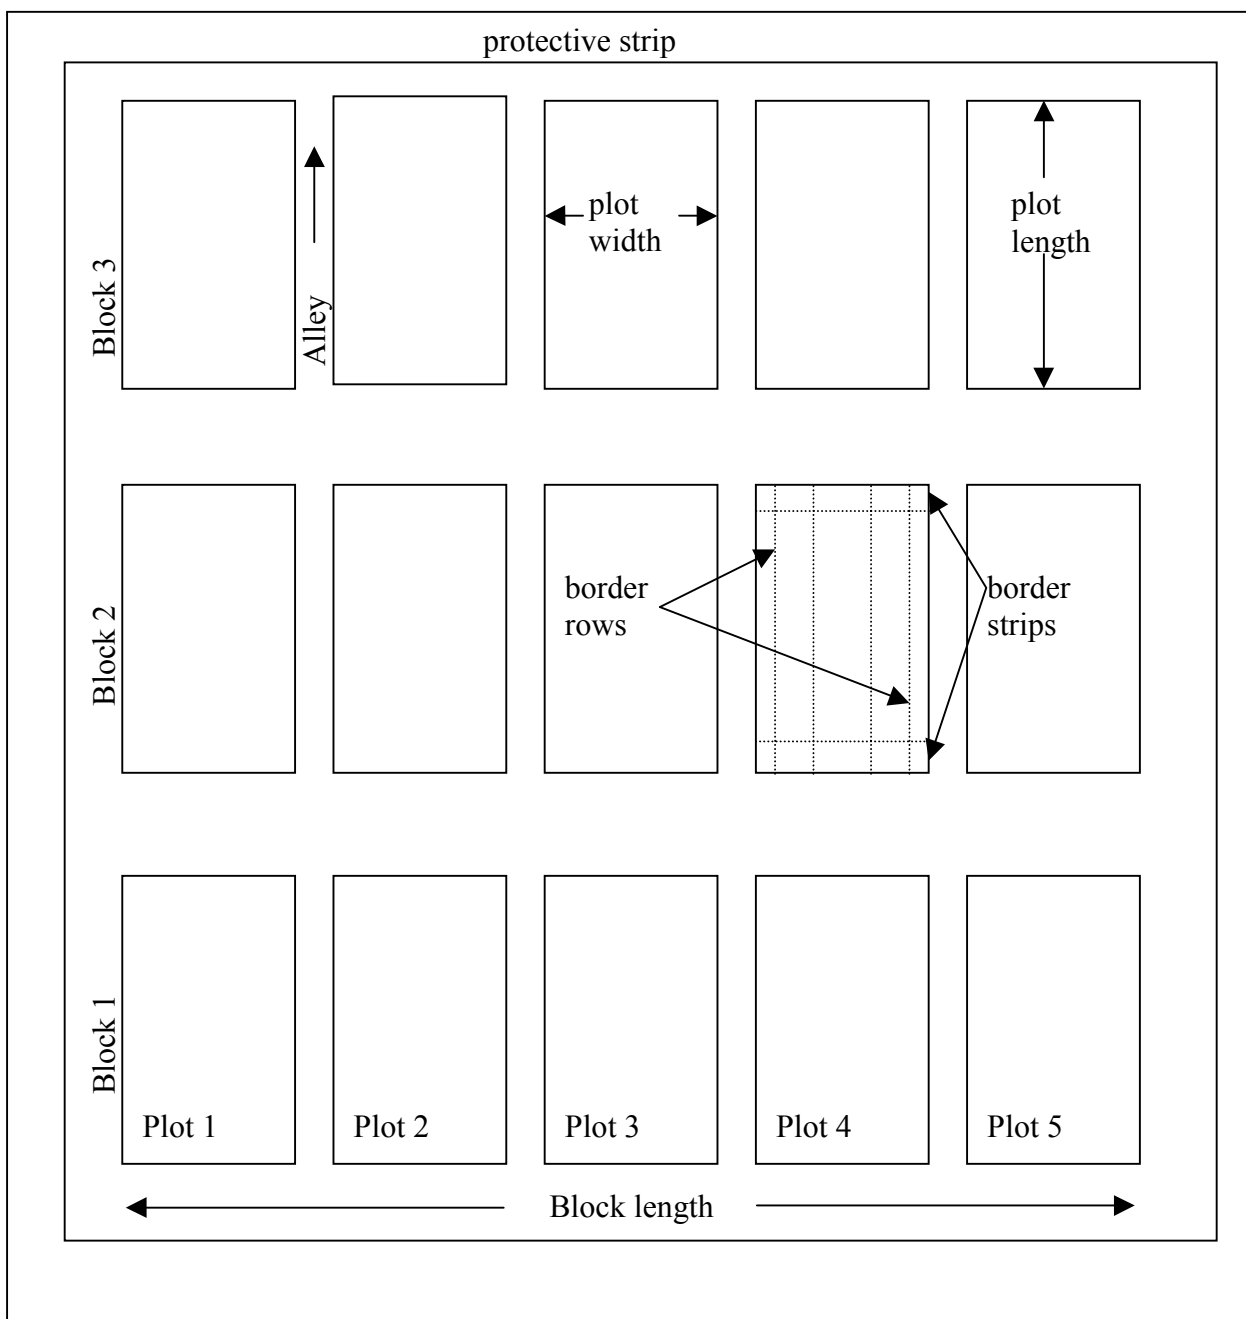 protective strip
Block 3
Alley
plot
width
plot
length
Block 2
border
rows
border
strips
Block 1
Plot 1
Plot 2
Plot 3
Plot 4
Plot 5
Block length